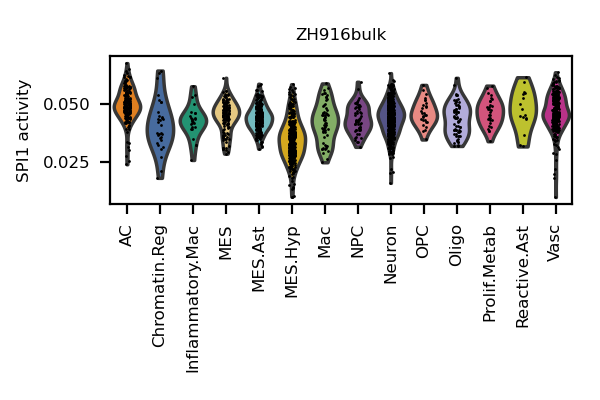 ZH916bulk
SPI1 activity
0.050
0.025
AC
Chromatin.Reg
Inflammatory.Mac
MES
MES.Ast
MES.Hyp
Mac
NPC
Neuron
OPC
Oligo
Prolif.Metab
Reactive.Ast
Vasc